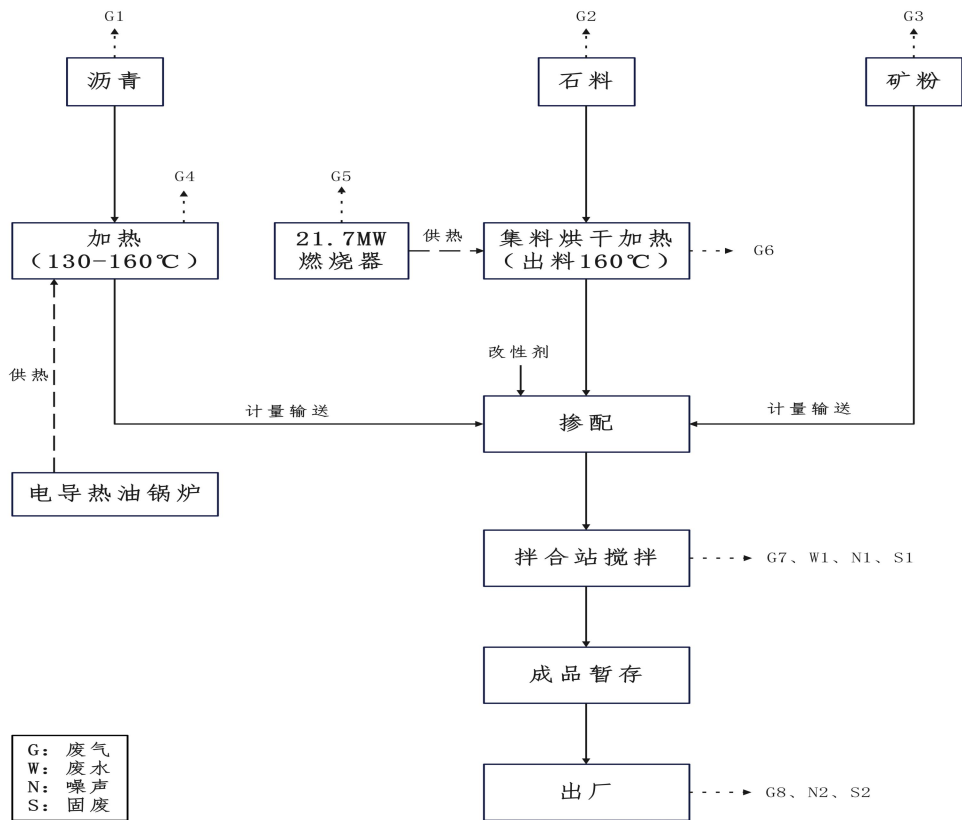 G1
G2
G3
沥青
石料
矿粉
G4
G5
加热
（130-160℃）
21.7MW
燃烧器
供热
集料烘干加热
（出料160℃）
G6
供热
改性剂
计量输送
掺配
计量输送
电导热油锅炉
拌合站搅拌
G7、W1、N1、S1
成品暂存
G：废气
W：废水
N：噪声
S：固废
出厂
G8、N2、S2